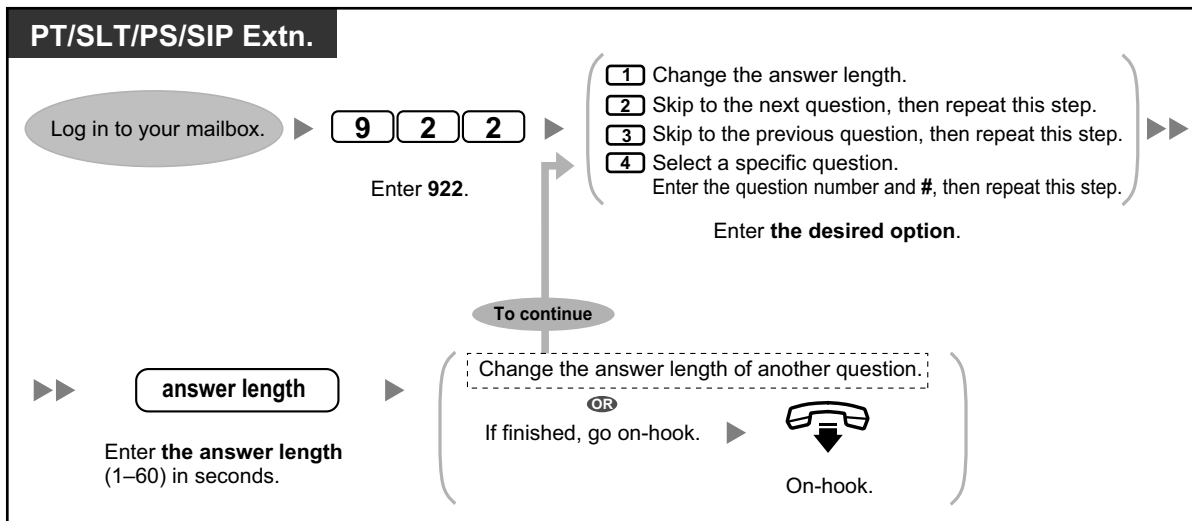 PT/SLT/PS/SIP Extn.
Log in to your mailbox.
9 2 2
Enter 922.
1 Change the answer length.
2 Skip to the next question, then repeat this step.
3 Skip to the previous question, then repeat this step.
4 Select a specific question.
Enter the question number and #, then repeat this step.
Enter the desired option.
To continue
answer length
Enter the answer length
(1–60) in seconds.
Change the answer length of another question.
OR
If finished, go on-hook.
On-hook.